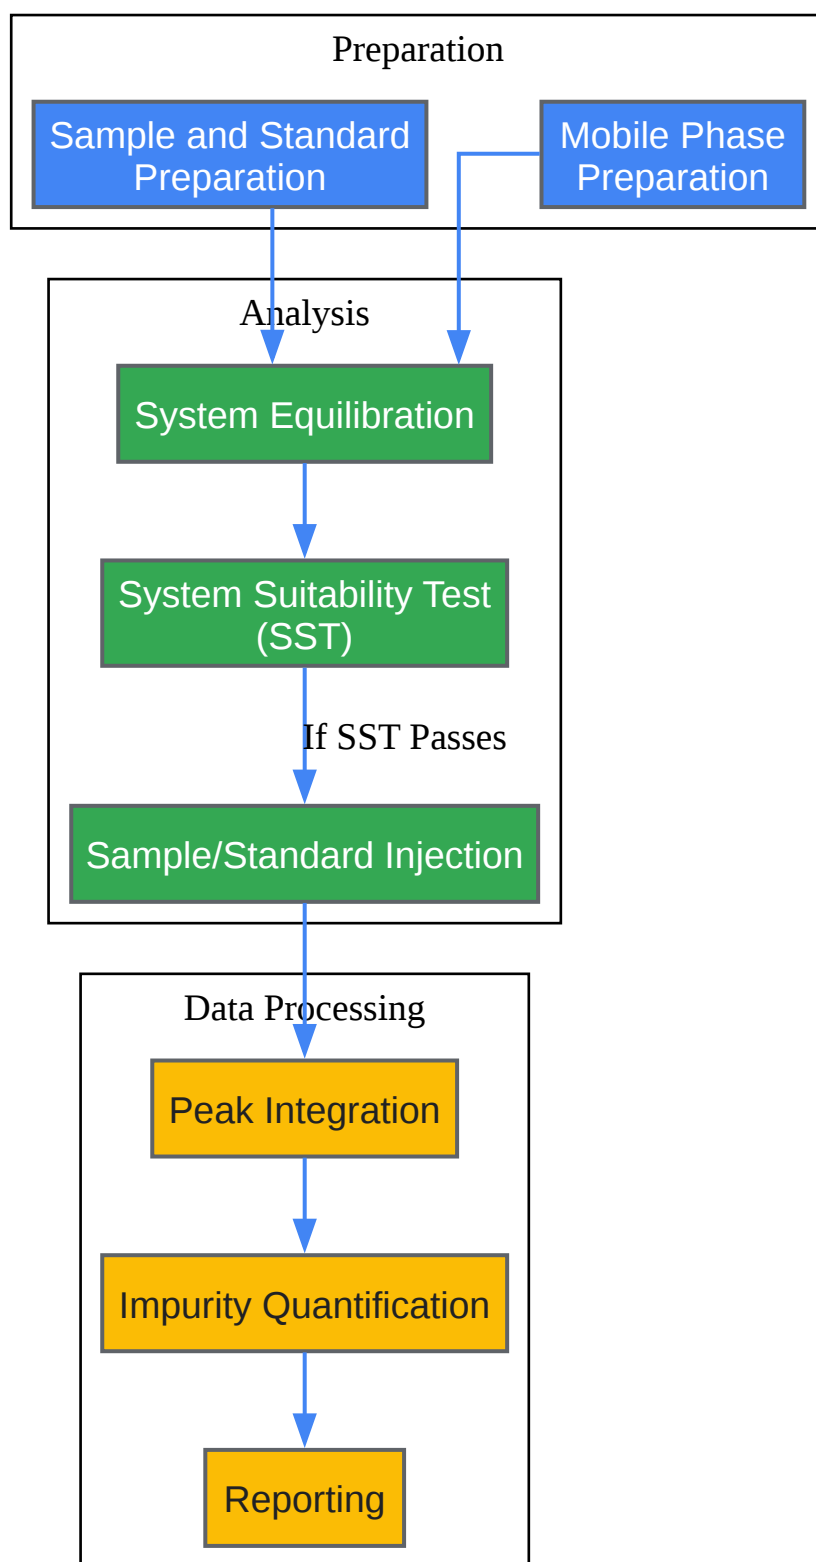 Preparation
Sample and Standard
Preparation
Mobile Phase
Preparation
Analysis
System Equilibration
System Suitability Test
(SST)
If SST Passes
Sample/Standard Injection
Data Processing
Peak Integration
Impurity Quantification
Reporting